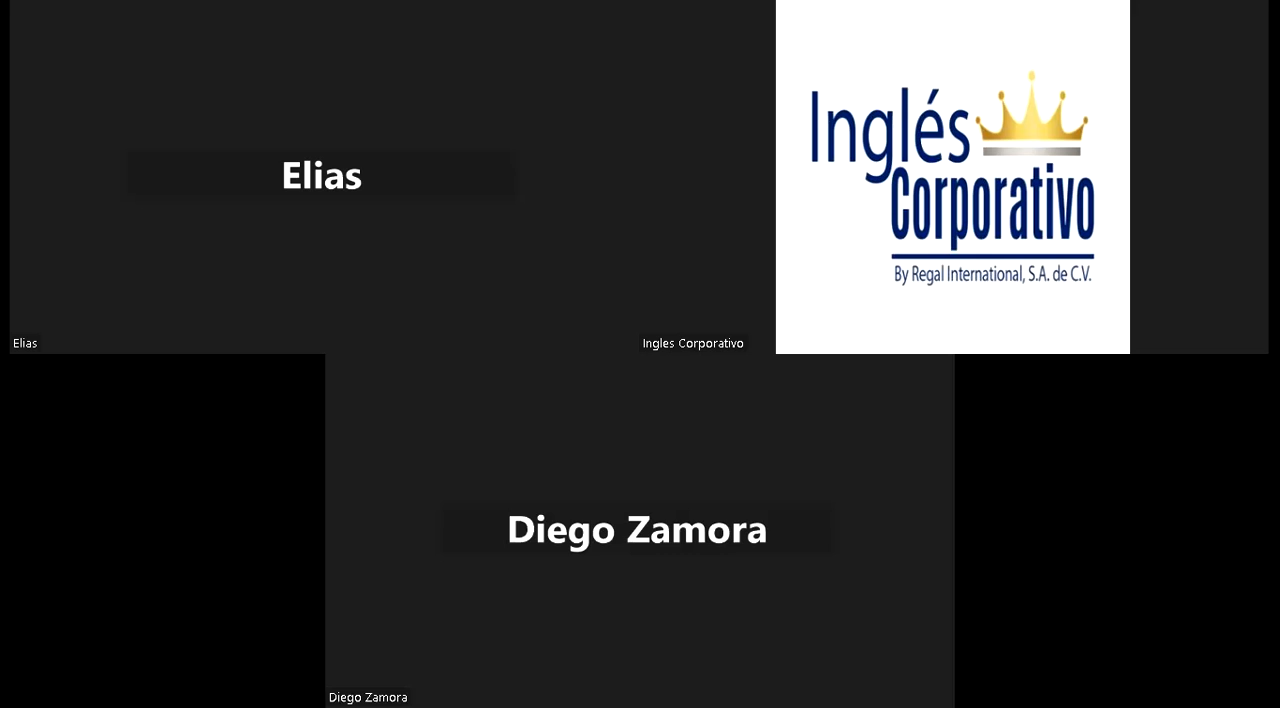 Elias
Elias
Inglés
Corporativo
By Regal International, S.A. de C.V.
Ingles Corporativo
Diego Zamora
Diego Zamora